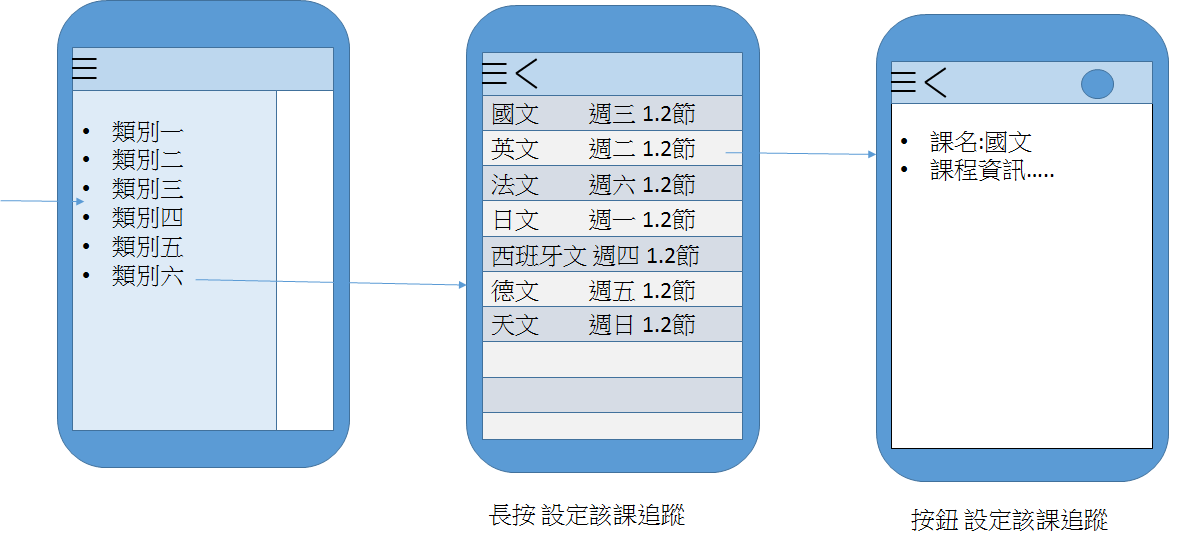 類別一
類別二
類別三
類別四
類別五
類別六
國文 週三 1.2節
英文 週二 1.2節
法文 週六 1.2節
日文 週一 1.2節
西班牙文 週四 1.2節
德文 週五 1.2節
天文 週日 1.2節
長按 設定該課追蹤
課名:國文
課程資訊.....
按鈕 設定該課追蹤